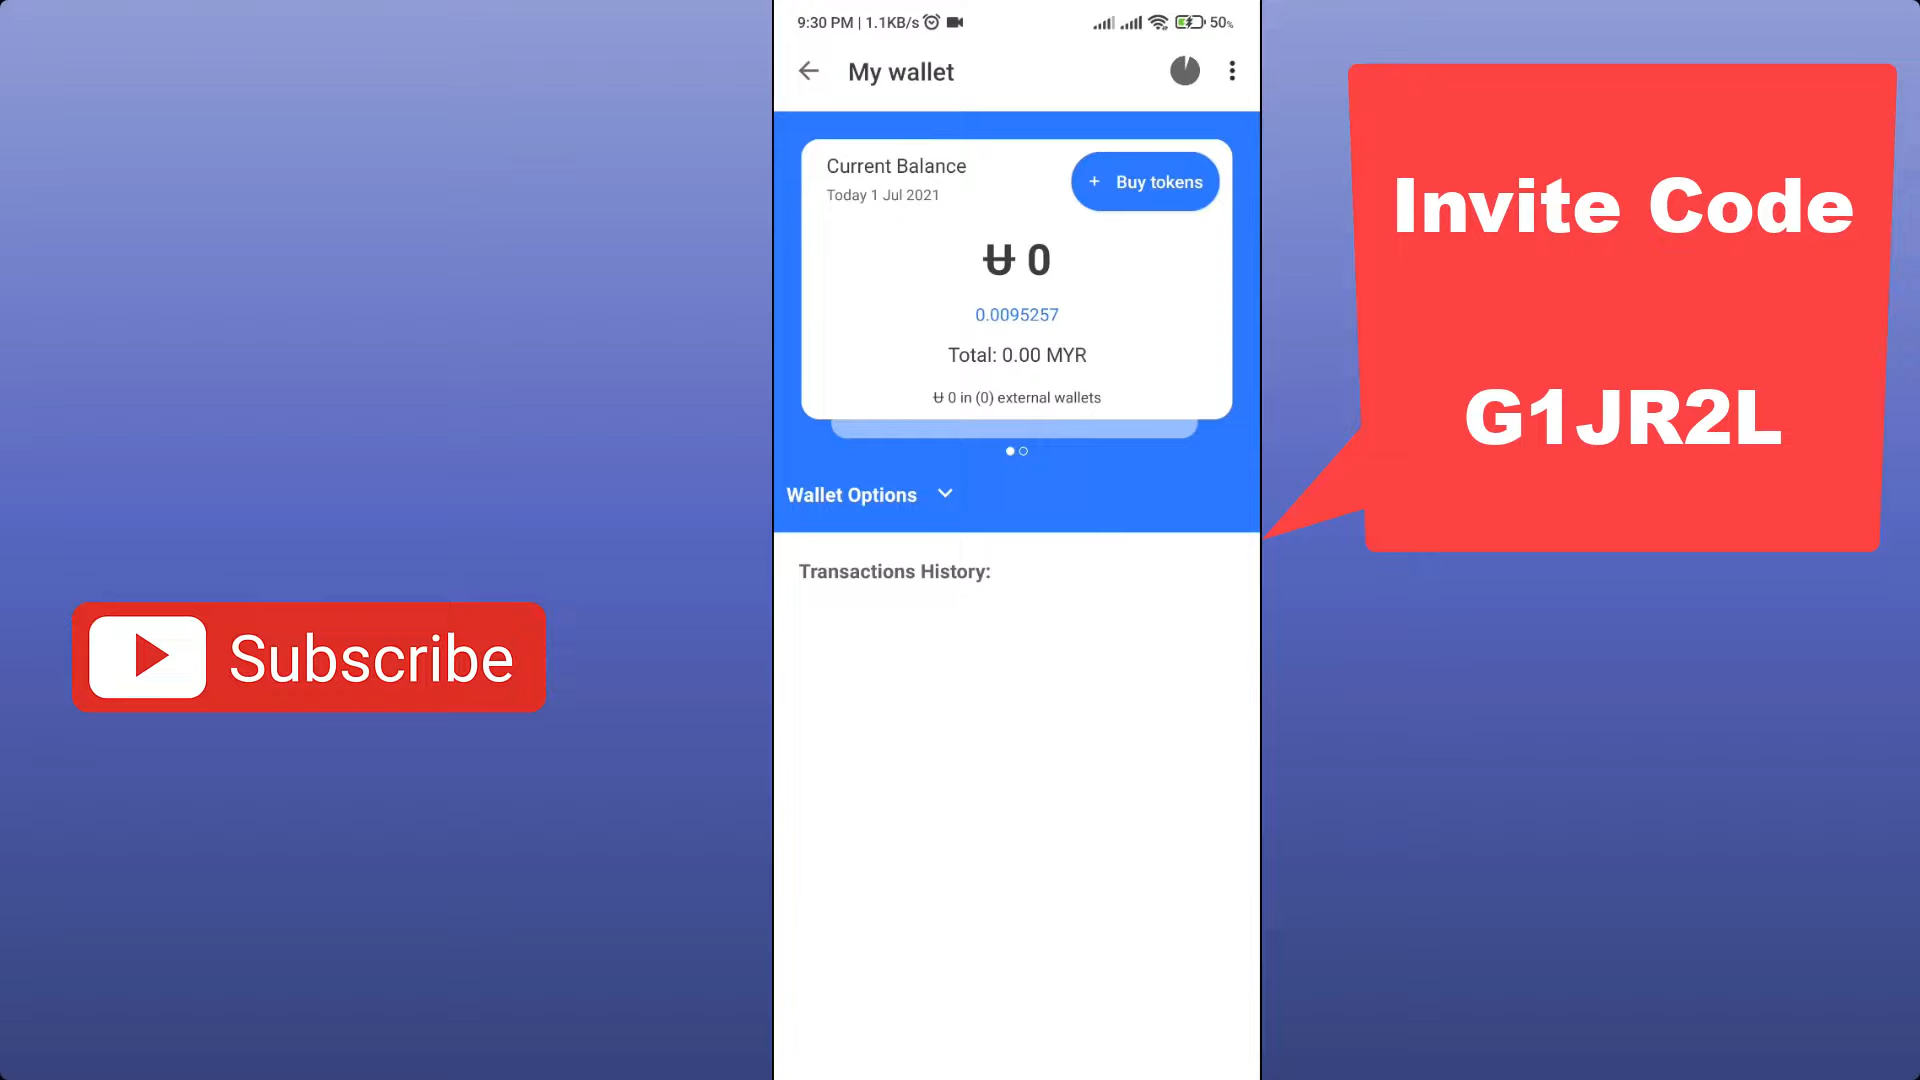 9:30 PM | 1.1KB/s
50%
My wallet
Current Balance
Today 1 Jul 2021
+ Buy tokens
Ʉ 0
0.0095257
Total: 0.00 MYR
Ʉ 0 in (0) external wallets
Wallet Options
Transactions History:
Subscribe
Invite Code
G1JR2L